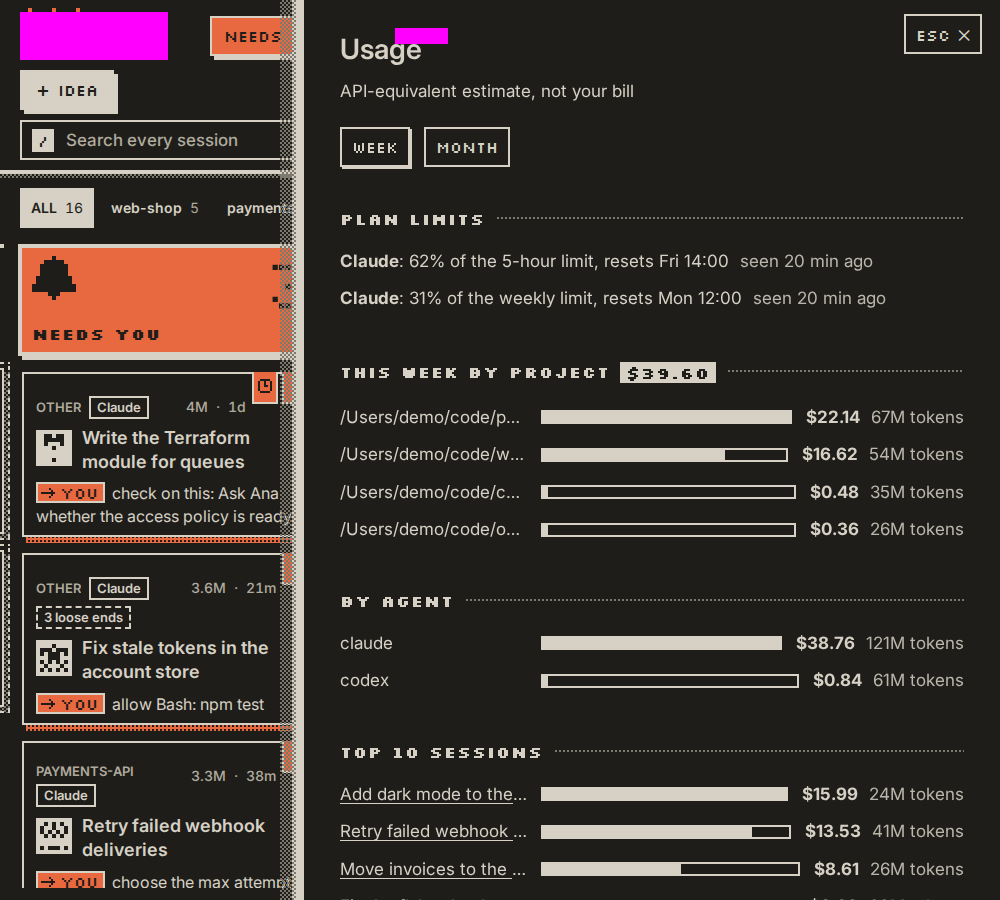 NEEDS
+ IDEA
/ Search every session
ALL 16 web-shop 5 payments
NEEDS YOU
OTHER Claude 4M · 1d
Write the Terraform
module for queues
→ YOU check on this: Ask Ana
whether the access policy is ready
OTHER Claude 3.6M · 21m
3 loose ends
Fix stale tokens in the
account store
→ YOU allow Bash: npm test
PAYMENTS-API 3.3M · 38m
Claude
Retry failed webhook
deliveries
→ YOU choose the max attempt
Usage
ESC ×
API-equivalent estimate, not your bill
WEEK MONTH
PLAN LIMITS
Claude: 62% of the 5-hour limit, resets Fri 14:00 seen 20 min ago
Claude: 31% of the weekly limit, resets Mon 12:00 seen 20 min ago
THIS WEEK BY PROJECT $39.60
/Users/demo/code/p... $22.14 67M tokens
/Users/demo/code/w... $16.62 54M tokens
/Users/demo/code/c... $0.48 35M tokens
/Users/demo/code/o... $0.36 26M tokens
BY AGENT
claude $38.76 121M tokens
codex $0.84 61M tokens
TOP 10 SESSIONS
Add dark mode to the... $15.99 24M tokens
Retry failed webhook ... $13.53 41M tokens
Move invoices to the ... $8.61 26M tokens